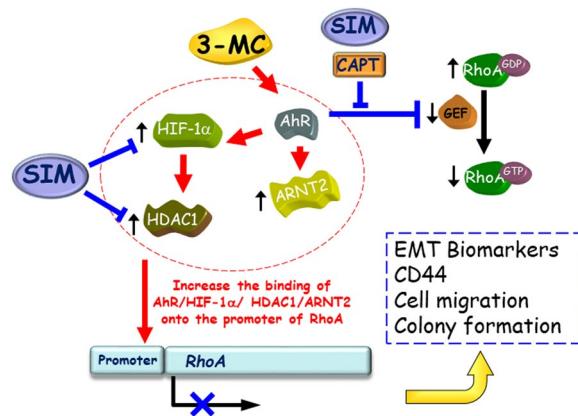 SIM
3-MC
CAPT
RhoA
GDP
AhR
GEF
HIF-1α
SIM
ARNT2
RhoA
GTP
HDAC1
EMT Biomarkers
CD44
Cell migration
Colony formation
Increase the binding of
AhR/HIF-1α/ HDAC1/ARNT2
onto the promoter of RhoA
Promoter
RhoA